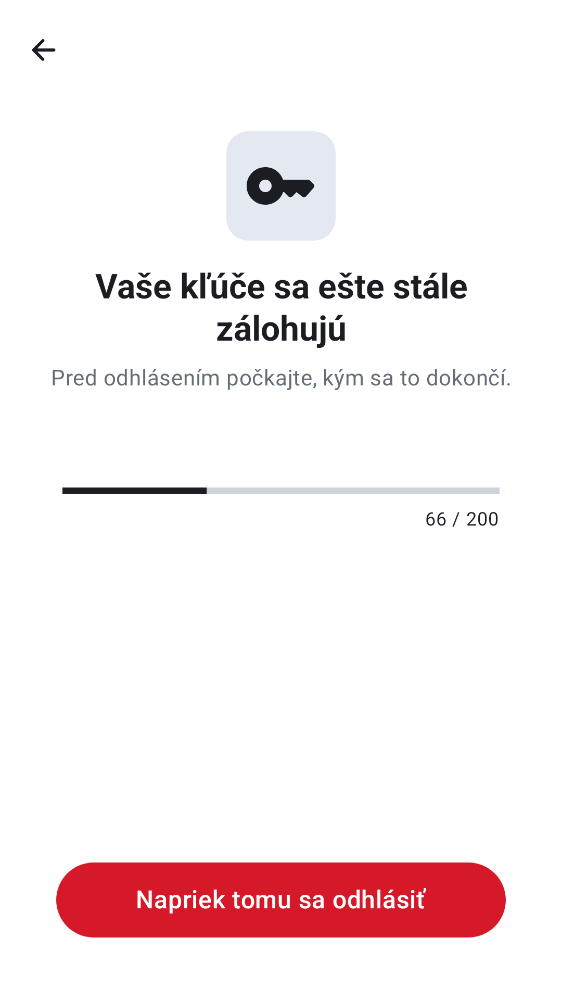 Vaše kľúče sa ešte stále
zálohujú
Pred odhlásením počkajte, kým sa to dokončí.
66 / 200
Napriek tomu sa odhlásiť